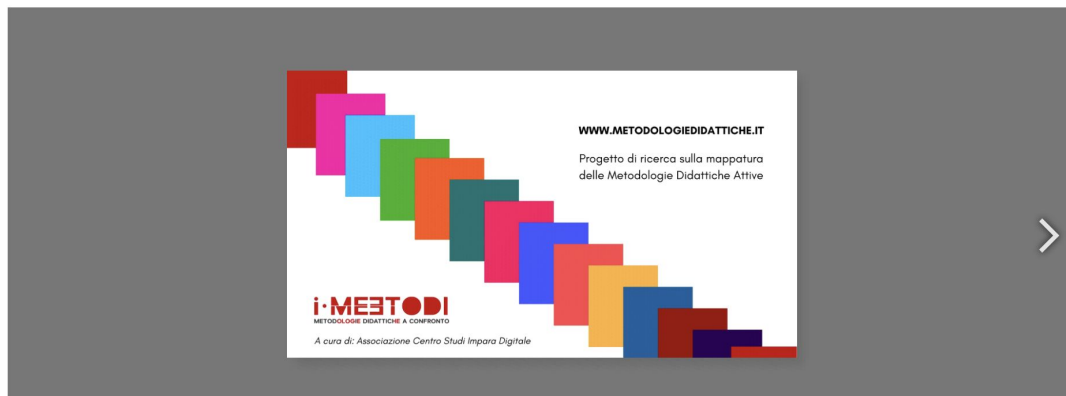 WWW.METODOLOGIEDIDATTICHE.IT
Progetto di ricerca sulla mappatura
delle Metodologie Didattiche Attive
i·MEETODI
METODOLOGIE DIDATTICHE A CONFRONTO
A cura di: Associazione Centro Studi Impara Digitale